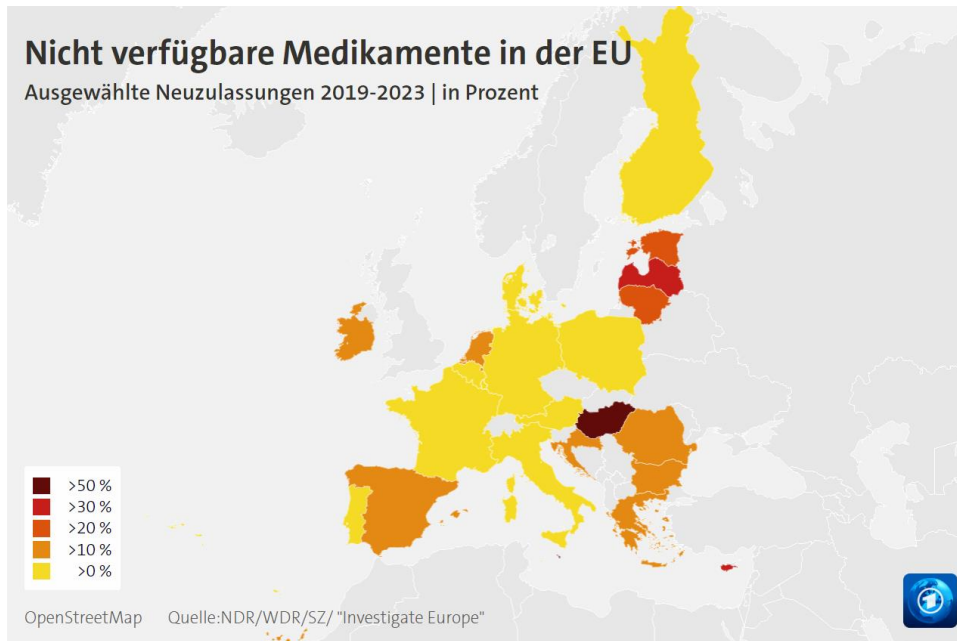 Nicht verfügbare Medikamente in der EU
Ausgewählte Neuzulassungen 2019-2023 | in Prozent
>50 %
>30 %
>20 %
>10 %
>0 %
OpenStreetMap Quelle:NDR/WDR/SZ/ "Investigate Europe"
1